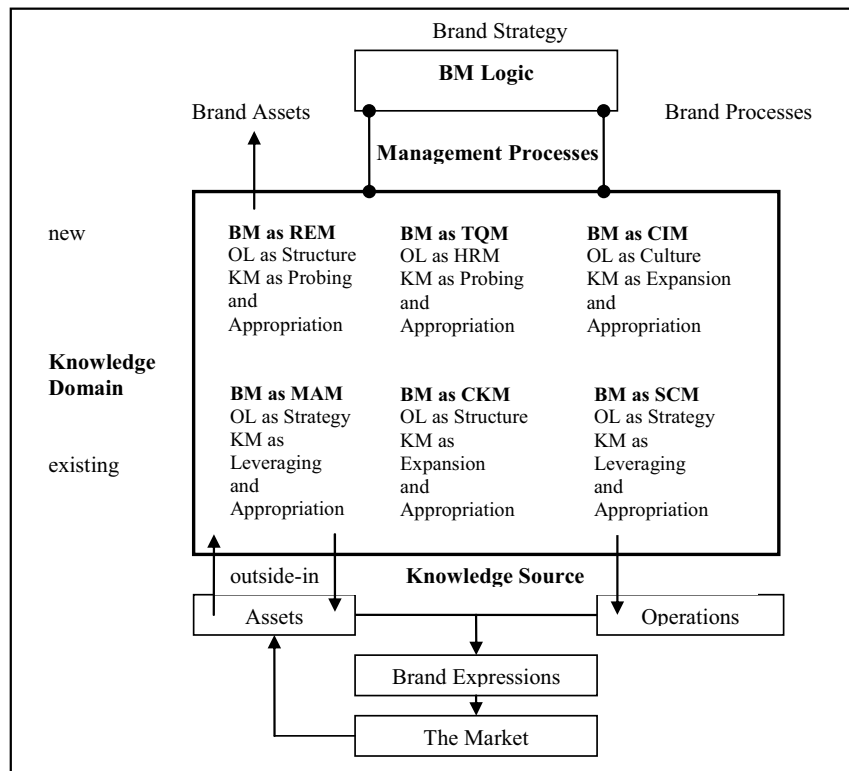 Brand Strategy
BM Logic
Brand Assets
Brand Processes
Management Processes
new
BM as REM
OL as Structure
KM as Probing
and
Appropriation
BM as TQM
OL as HRM
KM as Probing
and
Appropriation
BM as CIM
OL as Culture
KM as Expansion
and
Appropriation
Knowledge
Domain
existing
BM as MAM
OL as Strategy
KM as
Leveraging
and
Appropriation
BM as CKM
OL as Structure
KM as
Expansion
and
Appropriation
BM as SCM
OL as Strategy
KM as
Leveraging
and
Appropriation
outside-in
Knowledge Source
Assets
Operations
Brand Expressions
The Market